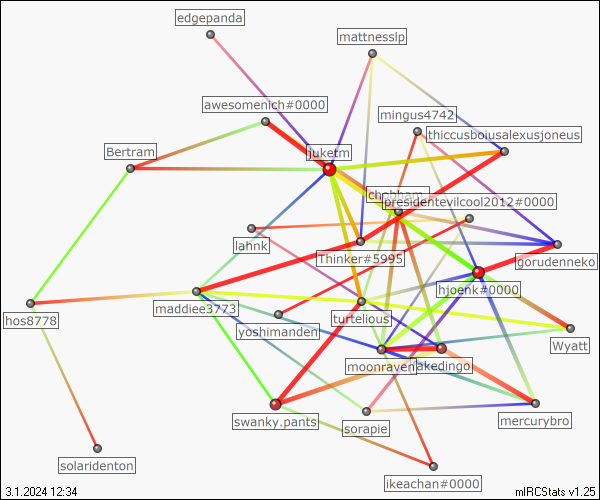 edgepanda
mattnesslp
awesomenich#0000
mingus4742
thiccusboiusalexusjoneus
Bertram
juketm
chobham
presidentevilcool2012#0000
lahnk
Thinker#5995
gorudenneko
hjoenk#0000
maddiee3773
hos8778
turtelious
yoshimanden
Wyatt
moonraven
nakedingo
swanky.pants
sorapie
mercurybro
solaridenton
ikeachan#0000
3.1.2024 12:34
mIRCStats v1.25